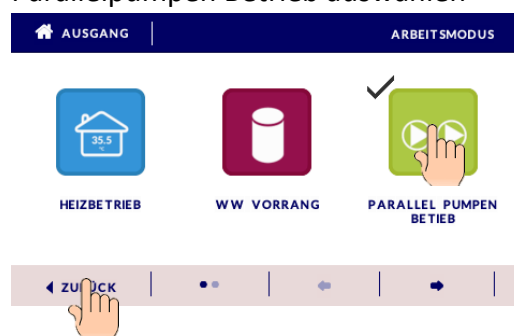 Parallelpumpen Betrieb auswählen
AUSGANG
ARBEITSMODUS
35.5
°C
HEIZBETRIEB
WW VORRANG
PARALLEL PUMPEN
BETIEB
ZURÜCK